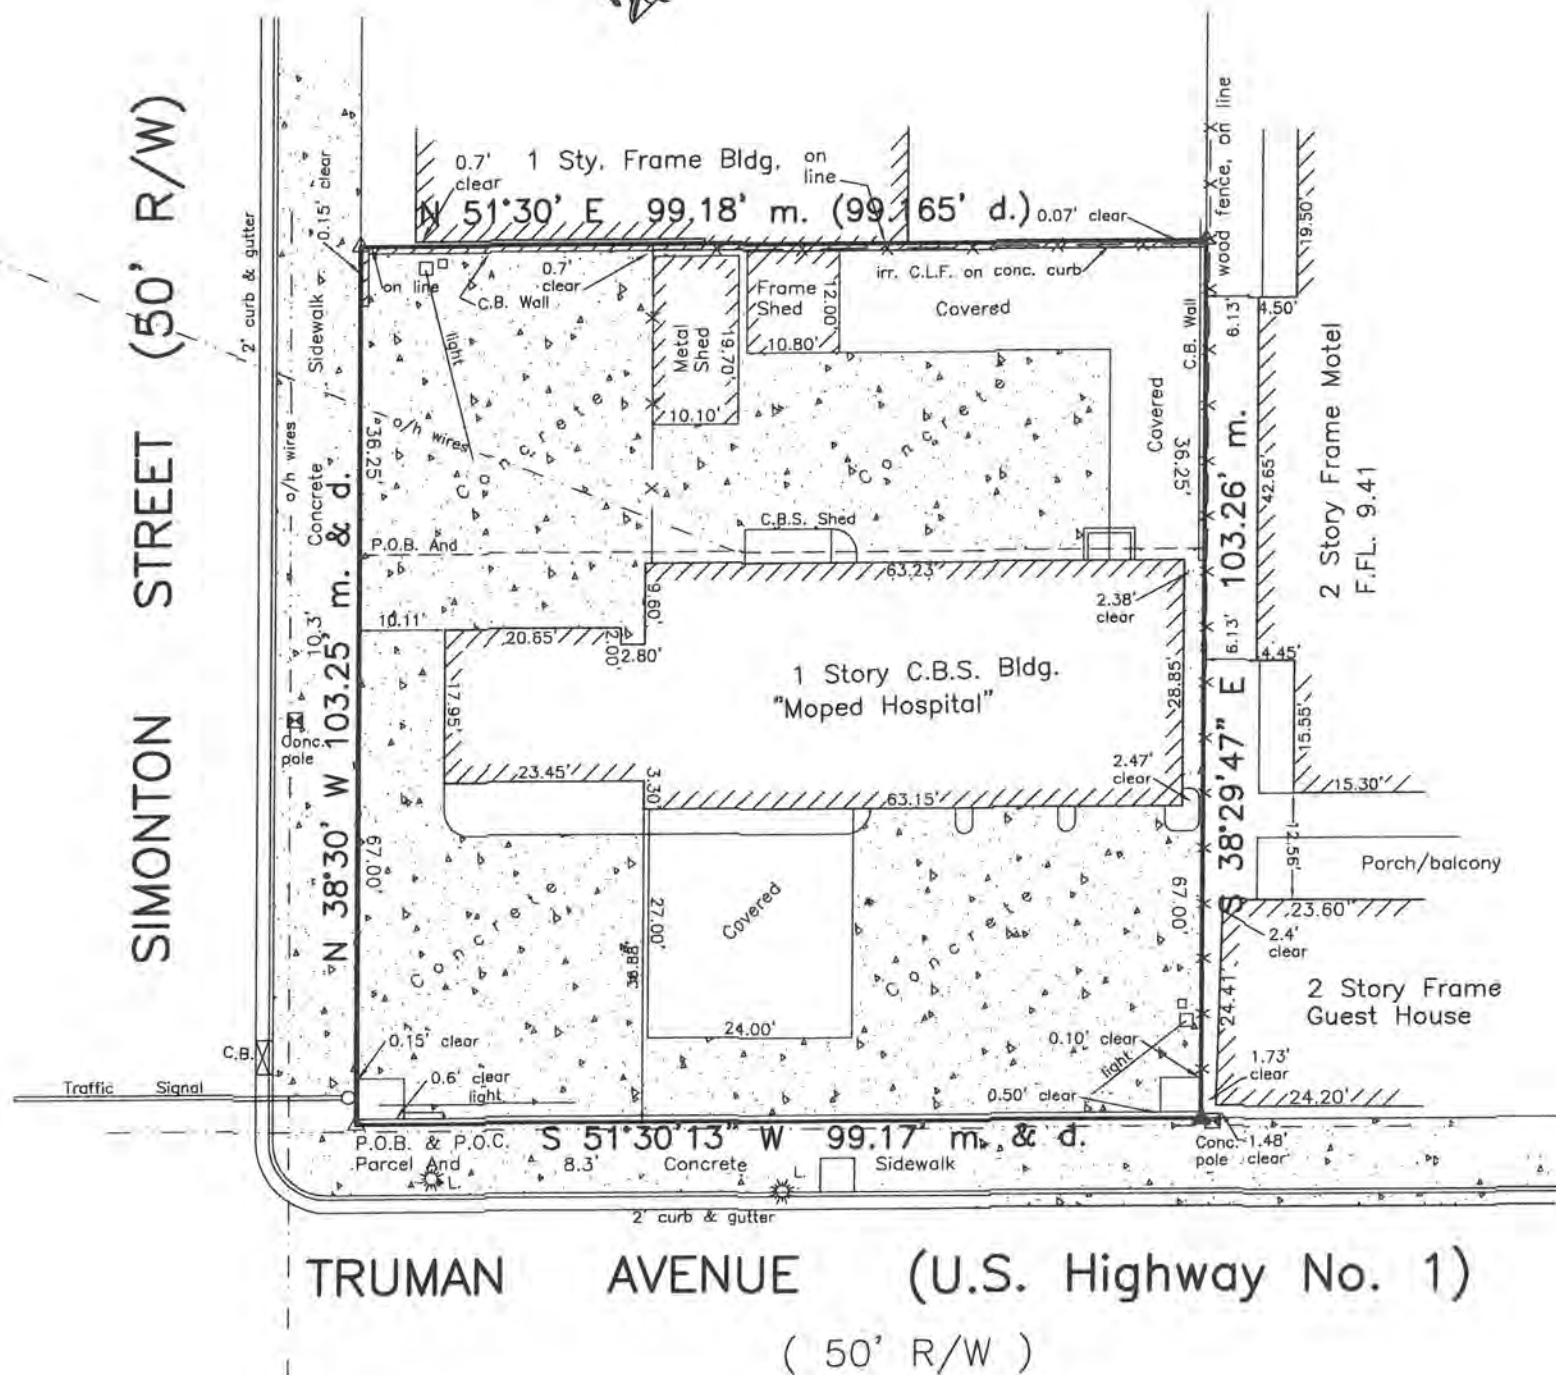 SIMONTON STREET (50' R/W)
2' curb & gutter
Sidewalk
Concrete
o/h wires
10.3'
Conc.
pole
C.B.
Traffic Signal
0.15' clear
0.7'
clear
1 Sty. Frame Bldg.
on
line
N 51°30' E 99.18' m. (99.165' d.)
0.07' clear
wood fence, on line
19.50'
on line
C.B. Wall
0.7'
clear
light
o/h wires
Concrete
Metal
Shed
19.70'
10.10'
Frame
Shed
12.00'
10.80'
irr. C.L.F. on conc. curb
Covered
Covered
C.B. Wall
36.25'
6.13'
4.50'
42.65'
2 Story Frame Motel
F.FL. 9.41
36.25'
Concrete
C.B.S. Shed
P.O.B. And
N 38°30' W 103.25' m. & d.
S 38°29'47" E 103.26' m.
63.23'
9.60'
2.38'
clear
10.11'
20.65'
2.00'
2.80'
6.13'
4.45'
1 Story C.B.S. Bldg.
"Moped Hospital"
17.95'
28.85'
15.55'
2.47'
clear
23.45'
3.30'
63.15'
15.30'
12.56'
67.00'
Porch/balcony
Concrete
27.00'
Covered
36.88'
Concrete
67.00'
23.60'
2.4'
clear
24.41'
2 Story Frame
Guest House
24.00'
0.15' clear
0.6' clear
light
0.10' clear
light
0.50' clear
1.73'
clear
24.20'
P.O.B. & P.O.C.
Parcel And
S 51°30'13" W 99.17' m. & d.
Conc.
pole
1.48'
clear
8.3' Concrete Sidewalk
L.
L.
2' curb & gutter
TRUMAN AVENUE (U.S. Highway No. 1)
( 50' R/W )